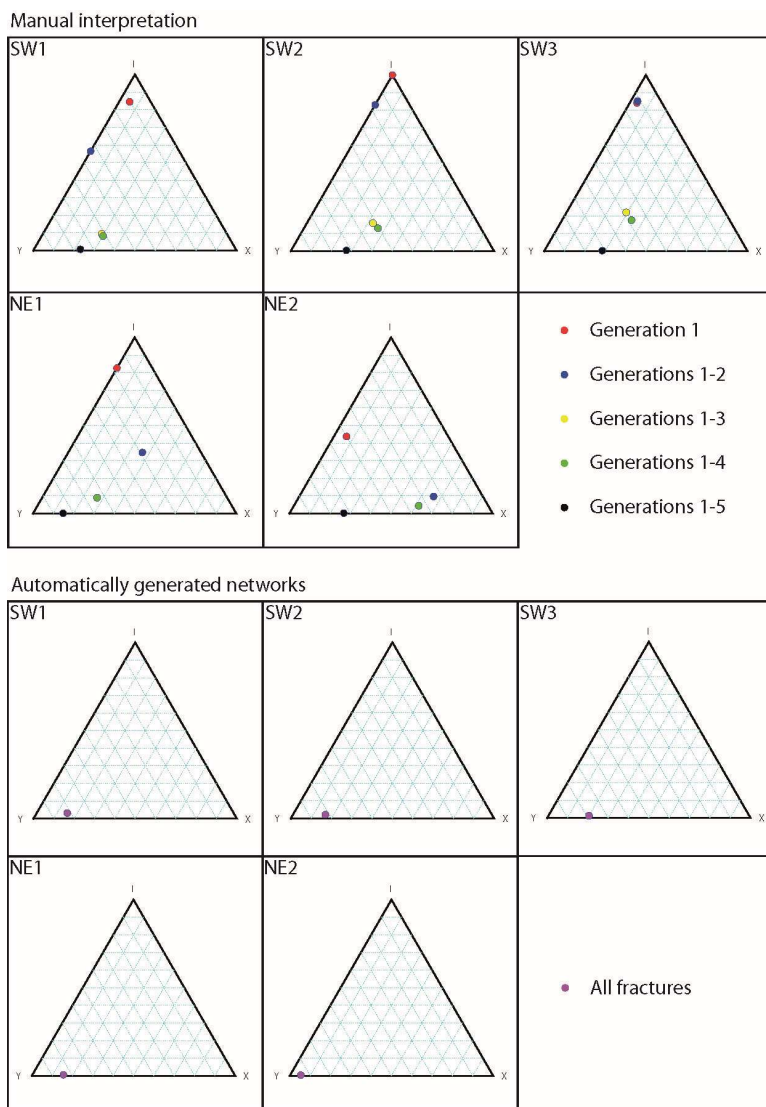 Manual interpretation
SW1
SW2
SW3
I
I
I
Y
X
Y
X
Y
X
NE1
NE2
I
I
Y
X
Y
X
Generation 1
Generations 1-2
Generations 1-3
Generations 1-4
Generations 1-5
Automatically generated networks
SW1
SW2
SW3
I
I
I
Y
X
Y
X
Y
X
NE1
NE2
I
I
Y
X
Y
X
All fractures